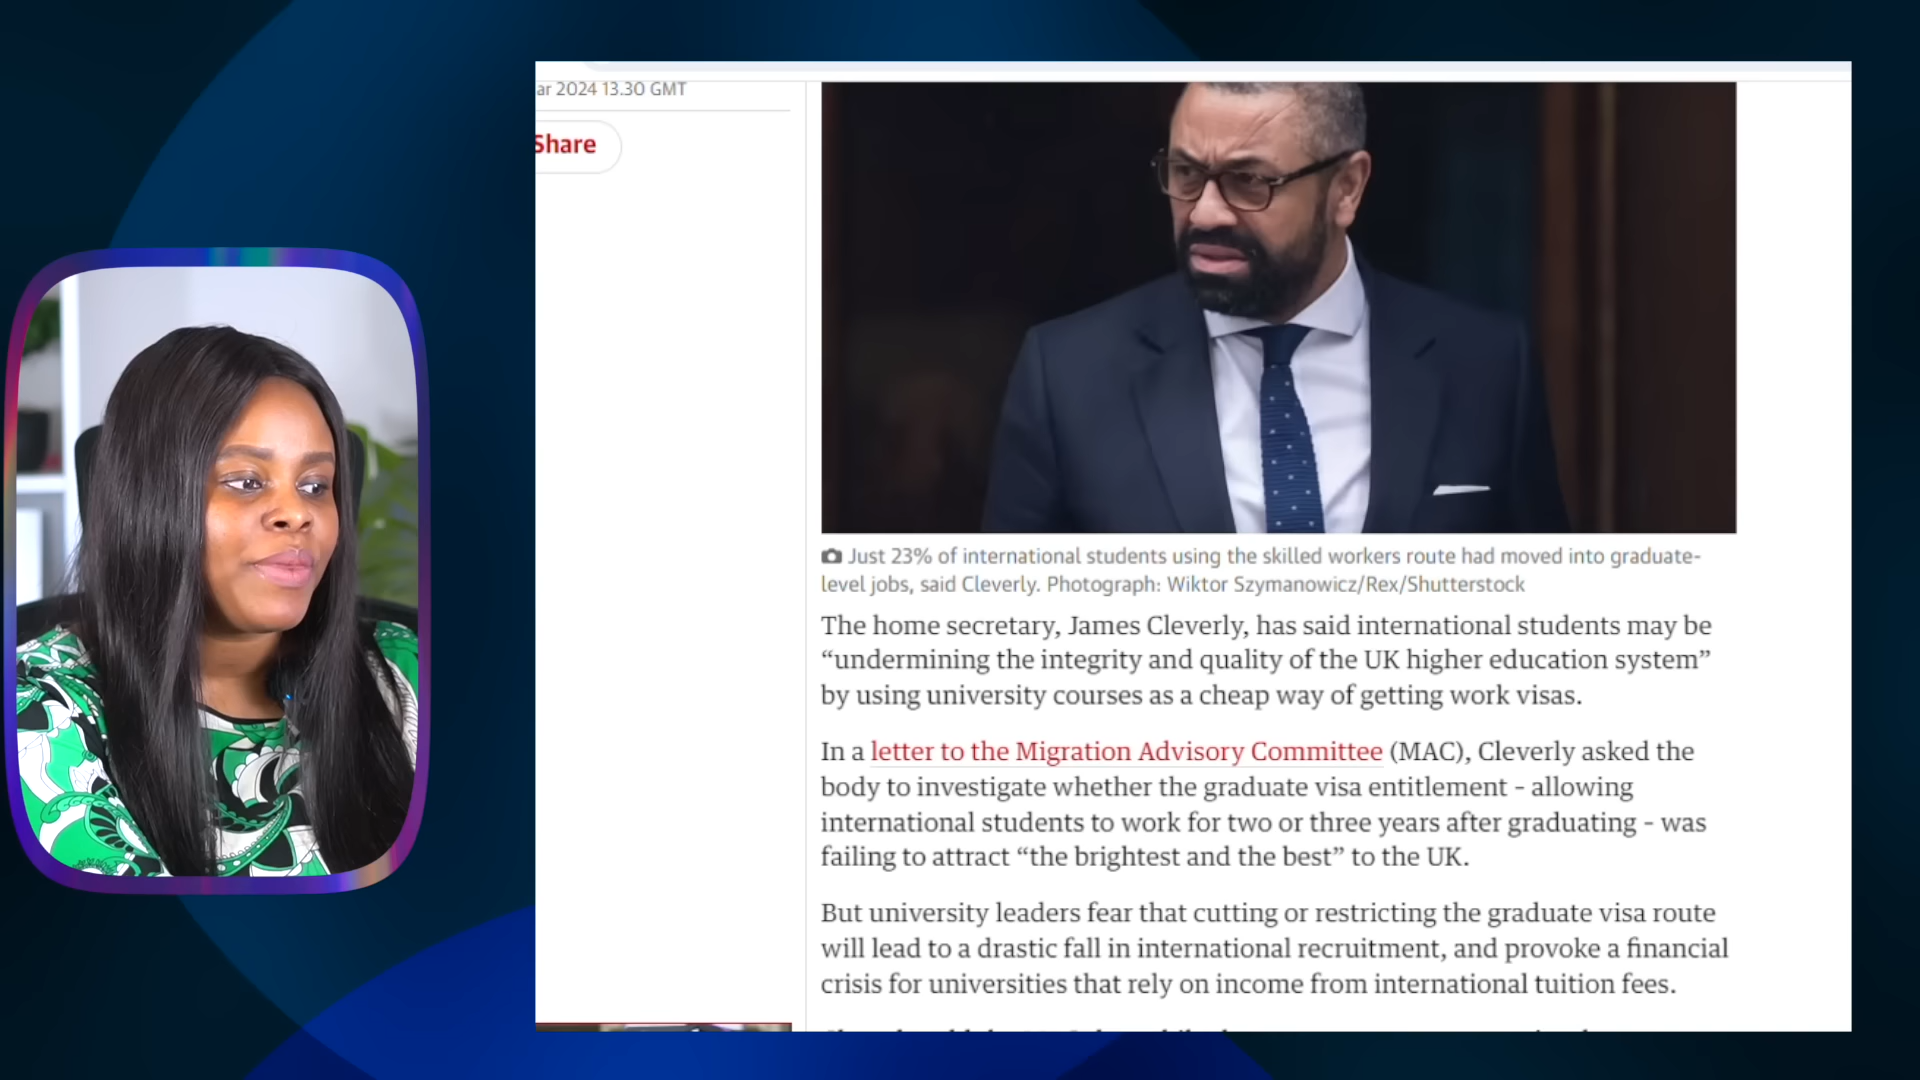 ar 2024 13.30 GMT
Share
Just 23% of international students using the skilled workers route had moved into graduate-
level jobs, said Cleverly. Photograph: Wiktor Szymanowicz/Rex/Shutterstock
The home secretary, James Cleverly, has said international students may be
“undermining the integrity and quality of the UK higher education system”
by using university courses as a cheap way of getting work visas.
In a letter to the Migration Advisory Committee (MAC), Cleverly asked the
body to investigate whether the graduate visa entitlement - allowing
international students to work for two or three years after graduating - was
failing to attract “the brightest and the best” to the UK.
But university leaders fear that cutting or restricting the graduate visa route
will lead to a drastic fall in international recruitment, and provoke a financial
crisis for universities that rely on income from international tuition fees.